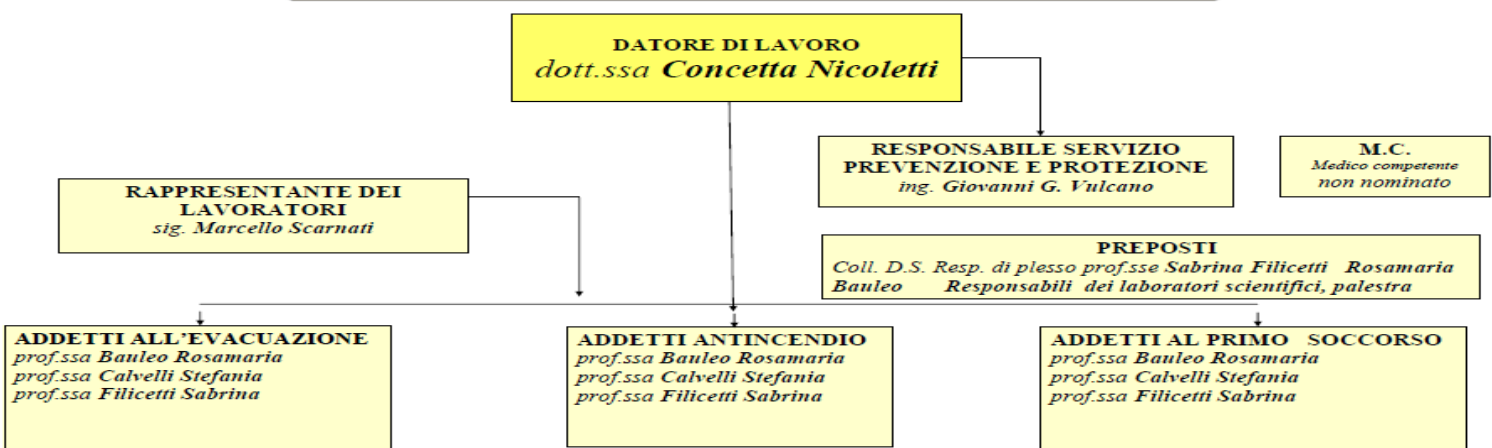 DATORE DI LAVORO
dott.ssa Concetta Nicoletti
RESPONSABILE SERVIZIO
PREVENZIONE E PROTEZIONE
ing. Giovanni G. Vulcano
M.C.
Medico competente
non nominato
RAPPRESENTANTE DEI
LAVORATORI
sig. Marcello Scarnati
PREPOSTI
Coll. D.S. Resp. di plesso prof.sse Sabrina Filicetti Rosamaria
Bauleo Responsabili dei laboratori scientifici, palestra
ADDETTI ALL'EVACUAZIONE
prof.ssa Bauleo Rosamaria
prof.ssa Calvelli Stefania
prof.ssa Filicetti Sabrina
ADDETTI ANTINCENDIO
prof.ssa Bauleo Rosamaria
prof.ssa Calvelli Stefania
prof.ssa Filicetti Sabrina
ADDETTI AL PRIMO SOCCORSO
prof.ssa Bauleo Rosamaria
prof.ssa Calvelli Stefania
prof.ssa Filicetti Sabrina